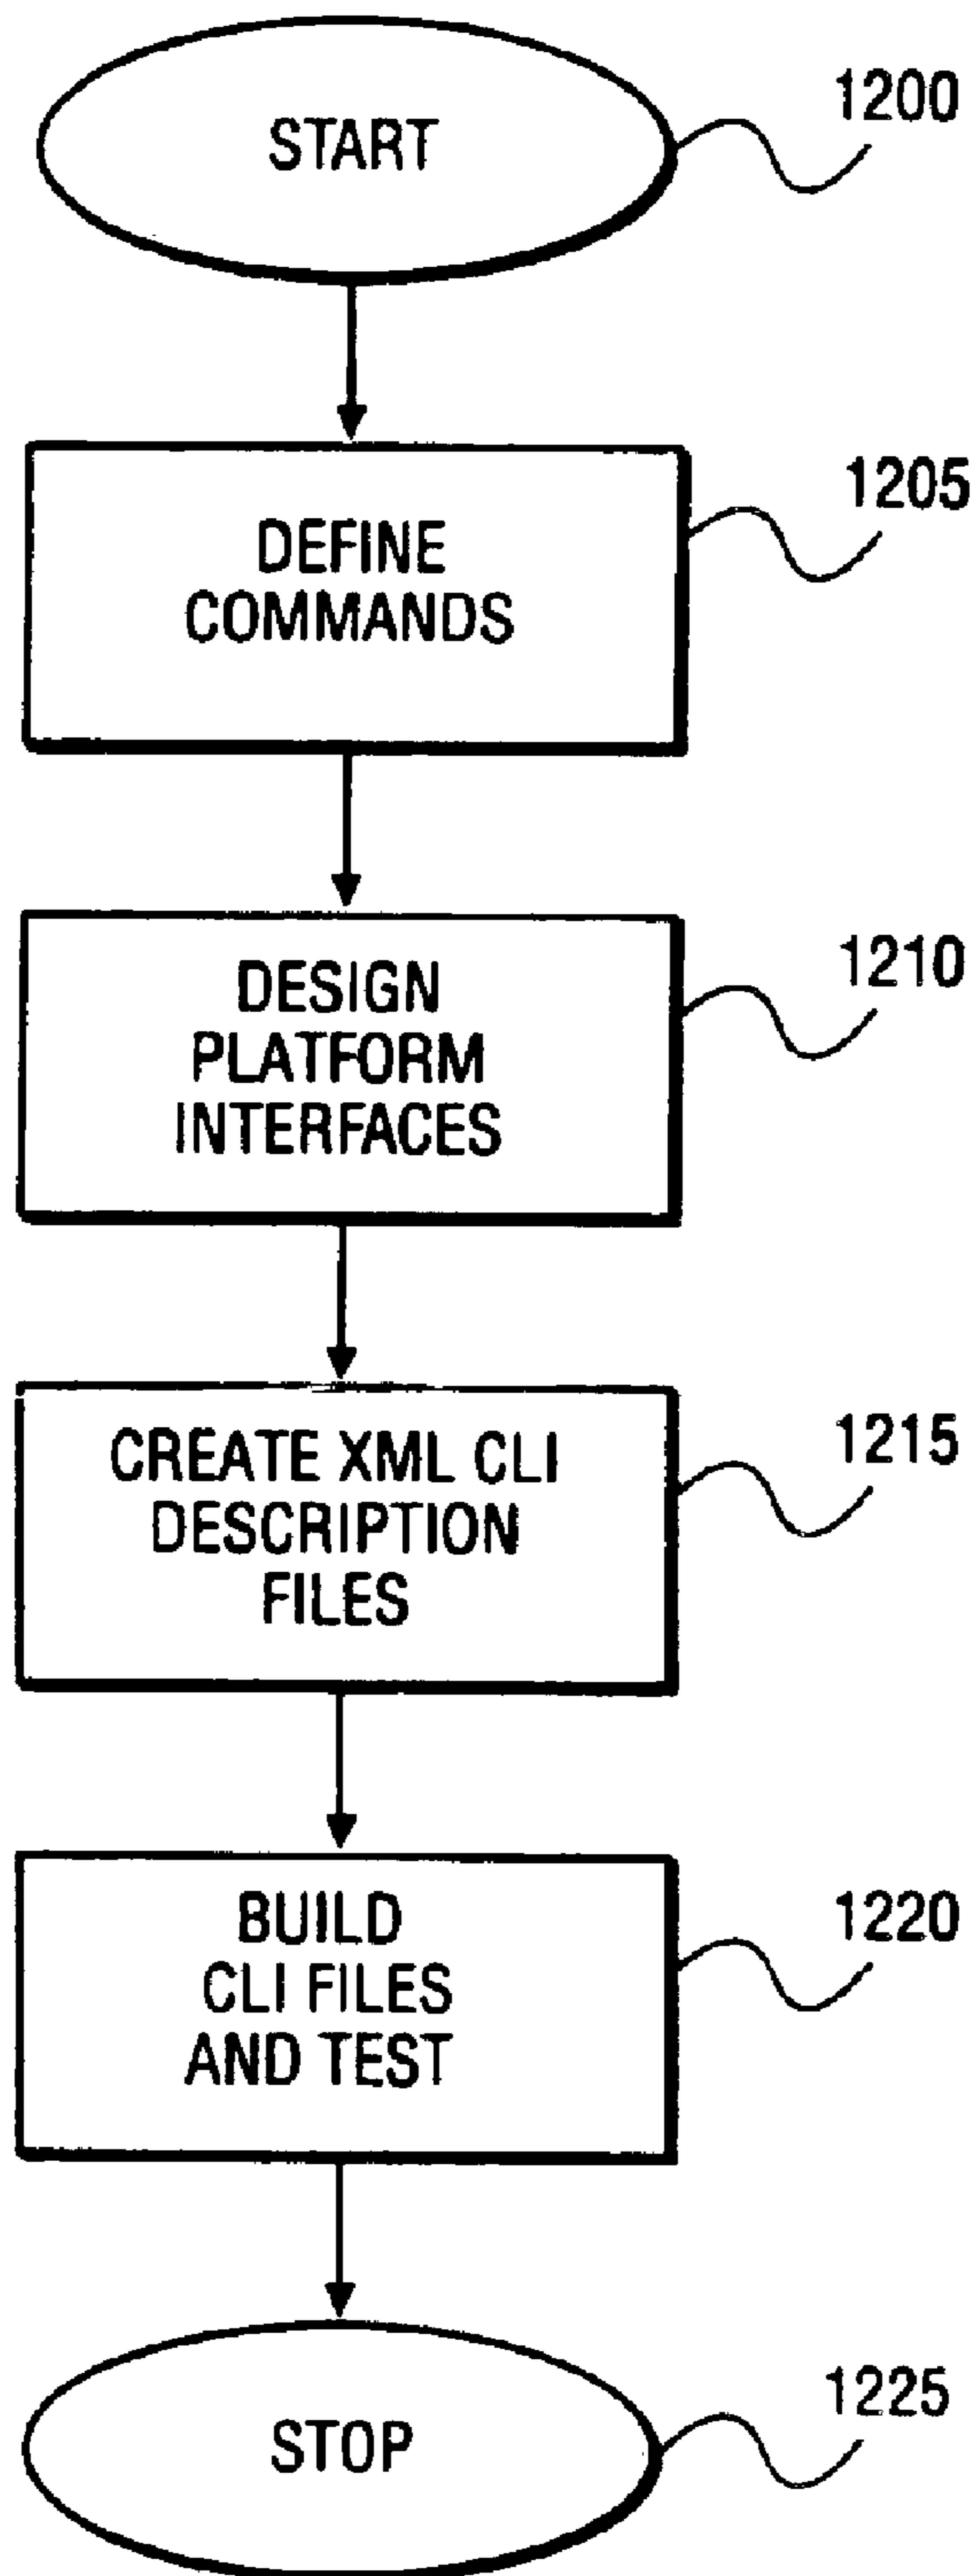 START
1200
DEFINE
COMMANDS
1205
DESIGN
PLATFORM
INTERFACES
1210
CREATE XML CLI
DESCRIPTION
FILES
1215
BUILD
CLI FILES
AND TEST
1220
STOP
1225